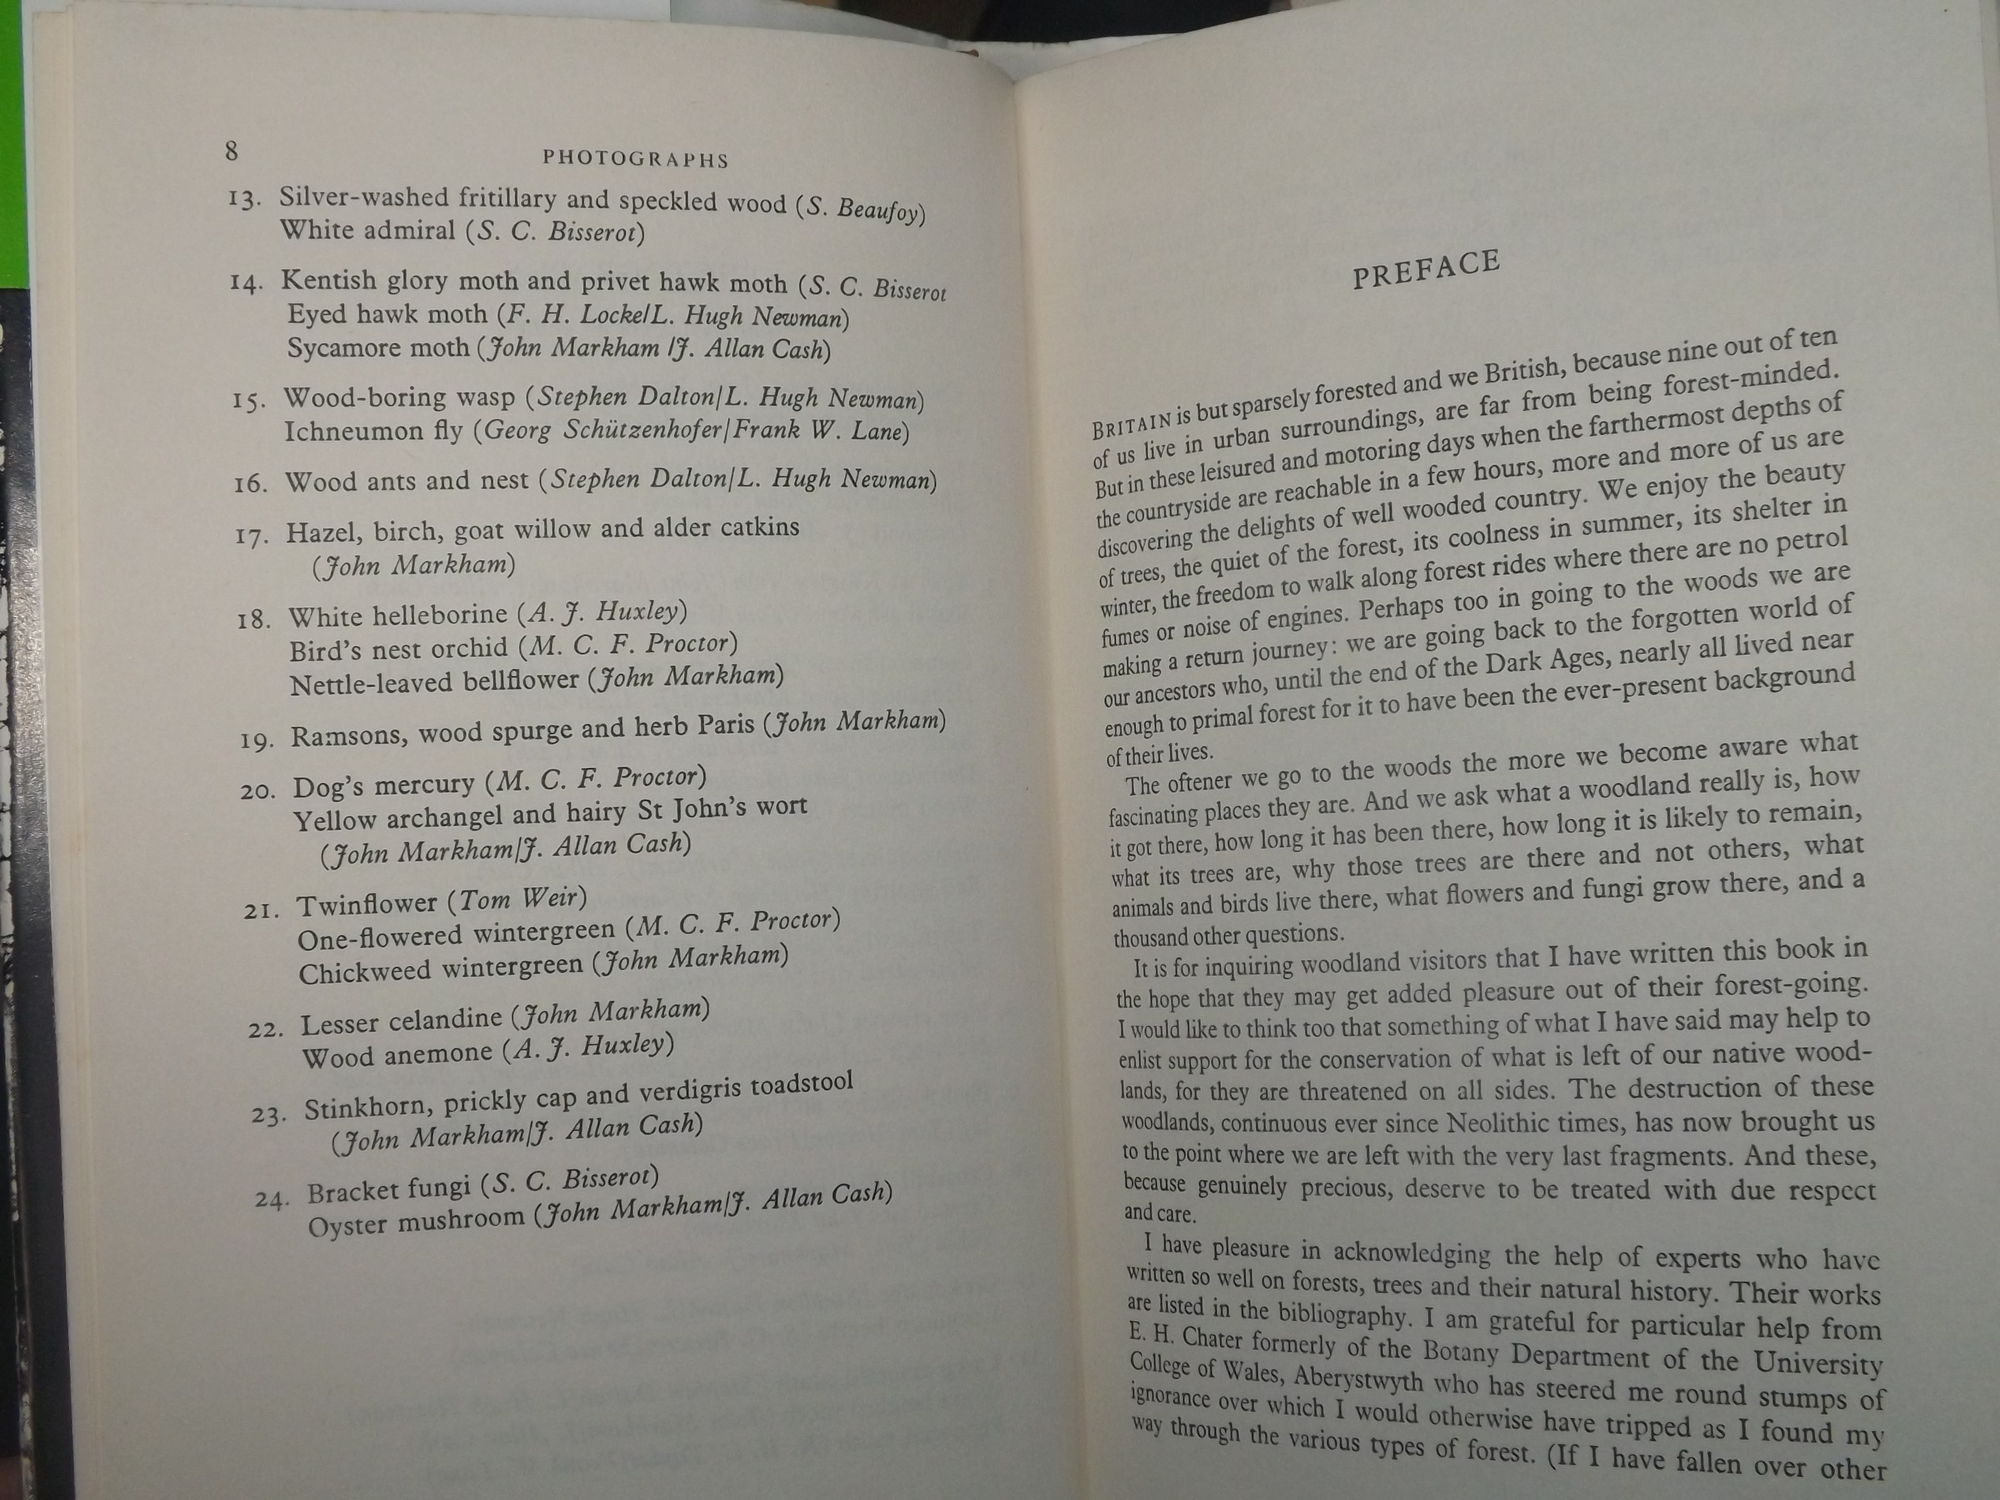 8
PHOTOGRAPHS
13. Silver-washed fritillary and speckled wood (S. Beaufoy)
White admiral (S. C. Bisserot)
14. Kentish glory moth and privet hawk moth (S. C. Bisserot
Eyed hawk moth (F. H. Locke/L. Hugh Newman)
Sycamore moth (John Markham /J. Allan Cash)
15. Wood-boring wasp (Stephen Dalton/L. Hugh Newman)
Ichneumon fly (Georg Schützenhofer/Frank W. Lane)
16. Wood ants and nest (Stephen Dalton/L. Hugh Newman)
17. Hazel, birch, goat willow and alder catkins
(John Markham)
18. White helleborine (A. J. Huxley)
Bird's nest orchid (M. C. F. Proctor)
Nettle-leaved bellflower (John Markham)
19. Ramsons, wood spurge and herb Paris (John Markham)
20. Dog's mercury (M. C. F. Proctor)
Yellow archangel and hairy St John's wort
(John Markham/J. Allan Cash)
21. Twinflower (Tom Weir)
One-flowered wintergreen (M. C. F. Proctor)
Chickweed wintergreen (John Markham)
22. Lesser celandine (John Markham)
Wood anemone (A. J. Huxley)
23. Stinkhorn, prickly cap and verdigris toadstool
(John Markham/J. Allan Cash)
24. Bracket fungi (S. C. Bisserot)
Oyster mushroom (John Markham/J. Allan Cash)
PREFACE
BRITAIN is but sparsely forested and we British, because nine out of ten
of us live in urban surroundings, are far from being forest-minded.
But in these leisured and motoring days when the farthermost depths of
the countryside are reachable in a few hours, more and more of us are
discovering the delights of well wooded country. We enjoy the beauty
of trees, the quiet of the forest, its coolness in summer, its shelter in
winter, the freedom to walk along forest rides where there are no petrol
fumes or noise of engines. Perhaps too in going to the woods we are
making a return journey: we are going back to the forgotten world of
our ancestors who, until the end of the Dark Ages, nearly all lived near
enough to primal forest for it to have been the ever-present background
of their lives.
The oftener we go to the woods the more we become aware what
fascinating places they are. And we ask what a woodland really is, how
it got there, how long it has been there, how long it is likely to remain,
what its trees are, why those trees are there and not others, what
animals and birds live there, what flowers and fungi grow there, and a
thousand other questions.
It is for inquiring woodland visitors that I have written this book in
the hope that they may get added pleasure out of their forest-going.
I would like to think too that something of what I have said may help to
enlist support for the conservation of what is left of our native wood-
lands, for they are threatened on all sides. The destruction of these
woodlands, continuous ever since Neolithic times, has now brought us
to the point where we are left with the very last fragments. And these,
because genuinely precious, deserve to be treated with due respect
and care.
I have pleasure in acknowledging the help of experts who have
written so well on forests, trees and their natural history. Their works
are listed in the bibliography. I am grateful for particular help from
E. H. Chater formerly of the Botany Department of the University
College of Wales, Aberystwyth who has steered me round stumps of
ignorance over which I would otherwise have tripped as I found my
way through the various types of forest. (If I have fallen over other